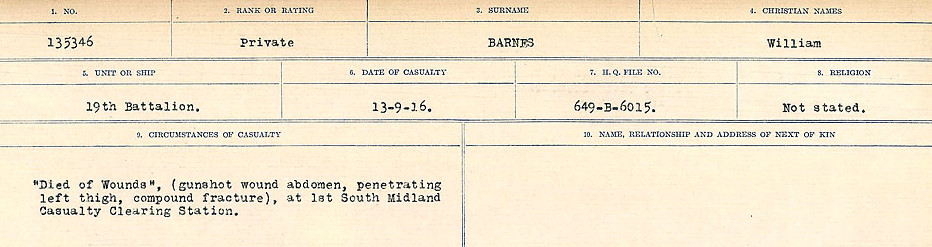 1. NO. 2. RANK OR RATING 3. SURNAME 4. CHRISTIAN NAMES
135346 Private BARNES William
5. UNIT OR SHIP 6. DATE OF CASUALTY 7. H.Q. FILE NO. 8. RELIGION
19th Battalion. 13-9-16. 649-B-6015. Not stated.
9. CIRCUMSTANCES OF CASUALTY 10. NAME, RELATIONSHIP AND ADDRESS OF NEXT OF KIN
"Died of Wounds", (gunshot wound abdomen, penetrating
left thigh, compound fracture), at 1st South Midland
Casualty Clearing Station.